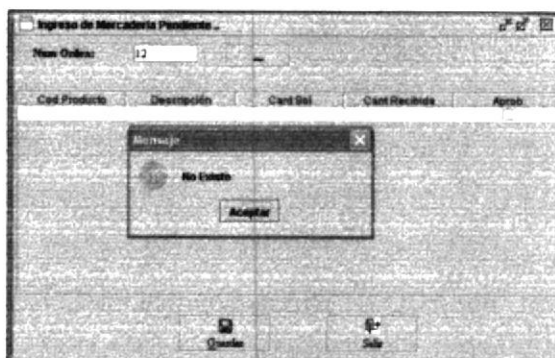 Ingreso de Mercadería Pendiente ..
Num Orden: 12
Cod Producto Descripción Cant Sol Cant Recibida Aprob
Mensaje
No Existe
Aceptar
Guardar Salir